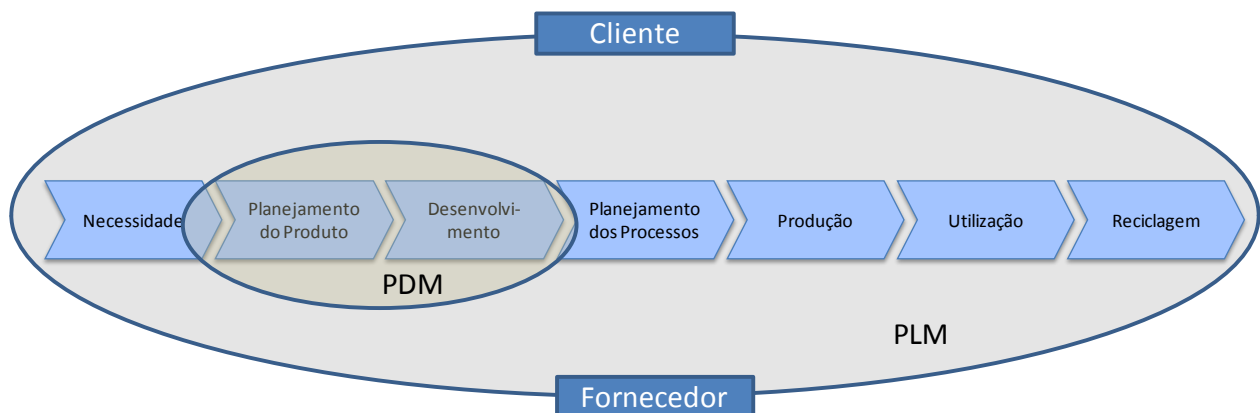 Cliente
Necessidade
Planejamento
do Produto
Desenvolvi-
mento
Planejamento
dos Processos
Produção
Utilização
Reciclagem
PDM
PLM
Fornecedor